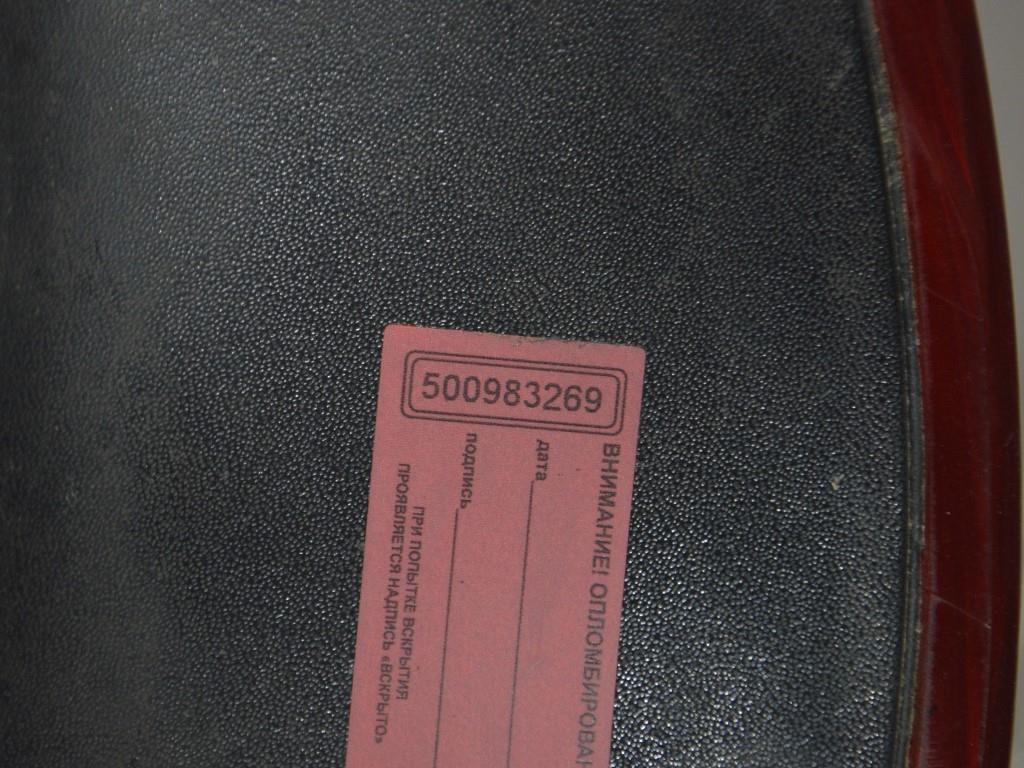 500983269
ВНИМАНИЕ! ОПЛОМБИРОВАН
дата
подпись
ПРИ ПОПЫТКЕ ВСКРЫТИЯ
ПРОЯВЛЯЕТСЯ НАДПИСЬ «ВСКРЫТО»